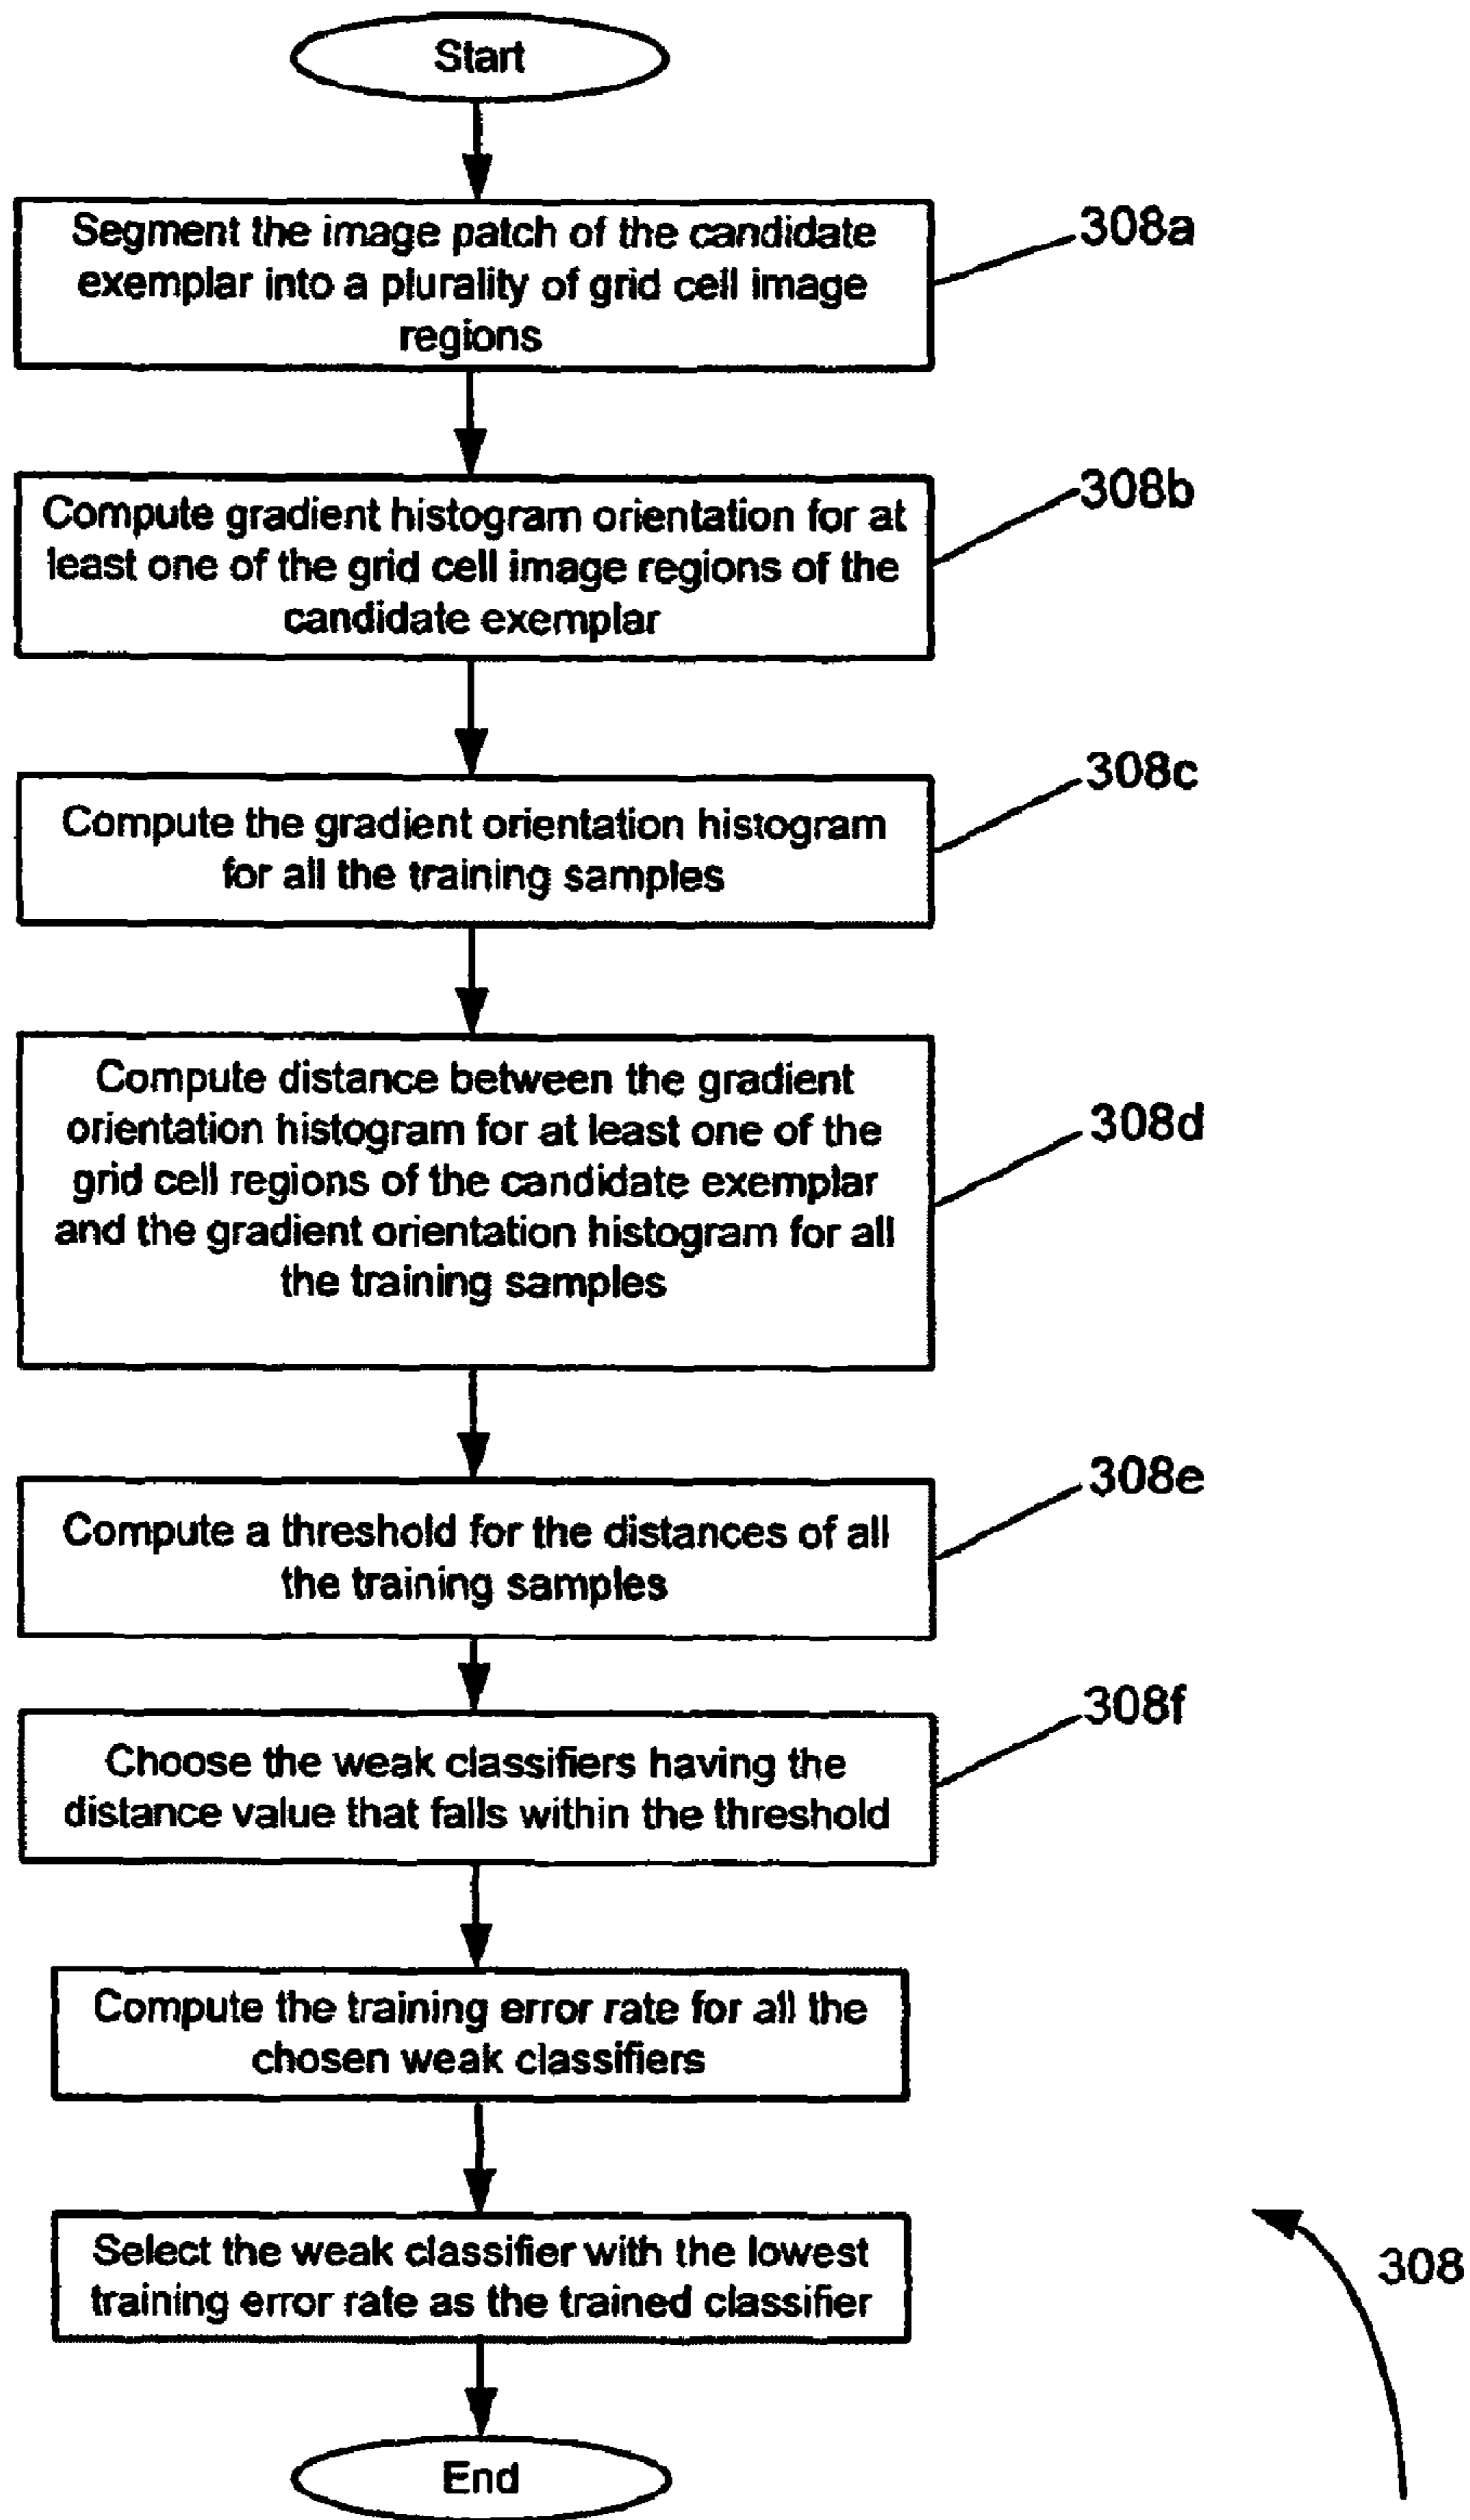 Start
Segment the image patch of the candidate
exemplar into a plurality of grid cell image
regions
308a
Compute gradient histogram orientation for at
least one of the grid cell image regions of the
candidate exemplar
308b
Compute the gradient orientation histogram
for all the training samples
308c
Compute distance between the gradient
orientation histogram for at least one of the
grid cell regions of the candidate exemplar
and the gradient orientation histogram for all
the training samples
308d
Compute a threshold for the distances of all
the training samples
308e
Choose the weak classifiers having the
distance value that falls within the threshold
308f
Compute the training error rate for all the
chosen weak classifiers
Select the weak classifier with the lowest
training error rate as the trained classifier
308
End